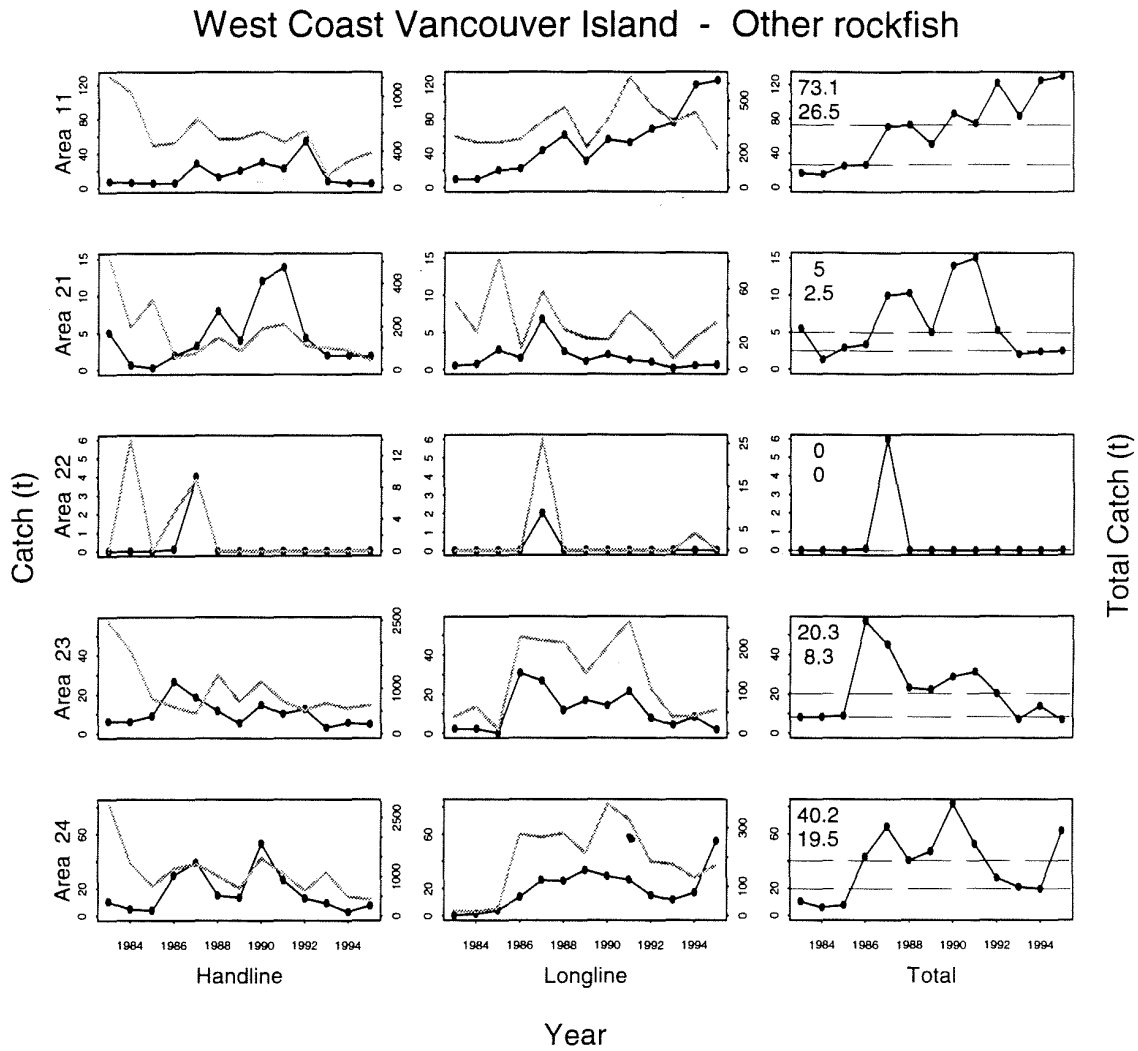 West Coast Vancouver Island - Other rockfish
Catch (t)
Total Catch (t)
Area 11
0 40 80 120
0 400 1000
0 40 80 120
0 200 500
0 40 80 120
73.1
26.5
Area 21
0 5 10 15
0 200 400
0 5 10 15
0 20 60
0 5 10 15
5
2.5
Area 22
0 1 2 3 4 5 6
0 4 8 12
0 1 2 3 4 5 6
0 5 15 25
0 1 2 3 4 5 6
0
0
Area 23
0 20 40
0 1000 2500
0 20 40
0 100 200
0 20 40
20.3
8.3
Area 24
0 20 60
0 1000 2500
0 20 60
0 100 300
0 20 60
40.2
19.5
1984 1986 1988 1990 1992 1994
1984 1986 1988 1990 1992 1994
1984 1986 1988 1990 1992 1994
Handline
Longline
Total
Year